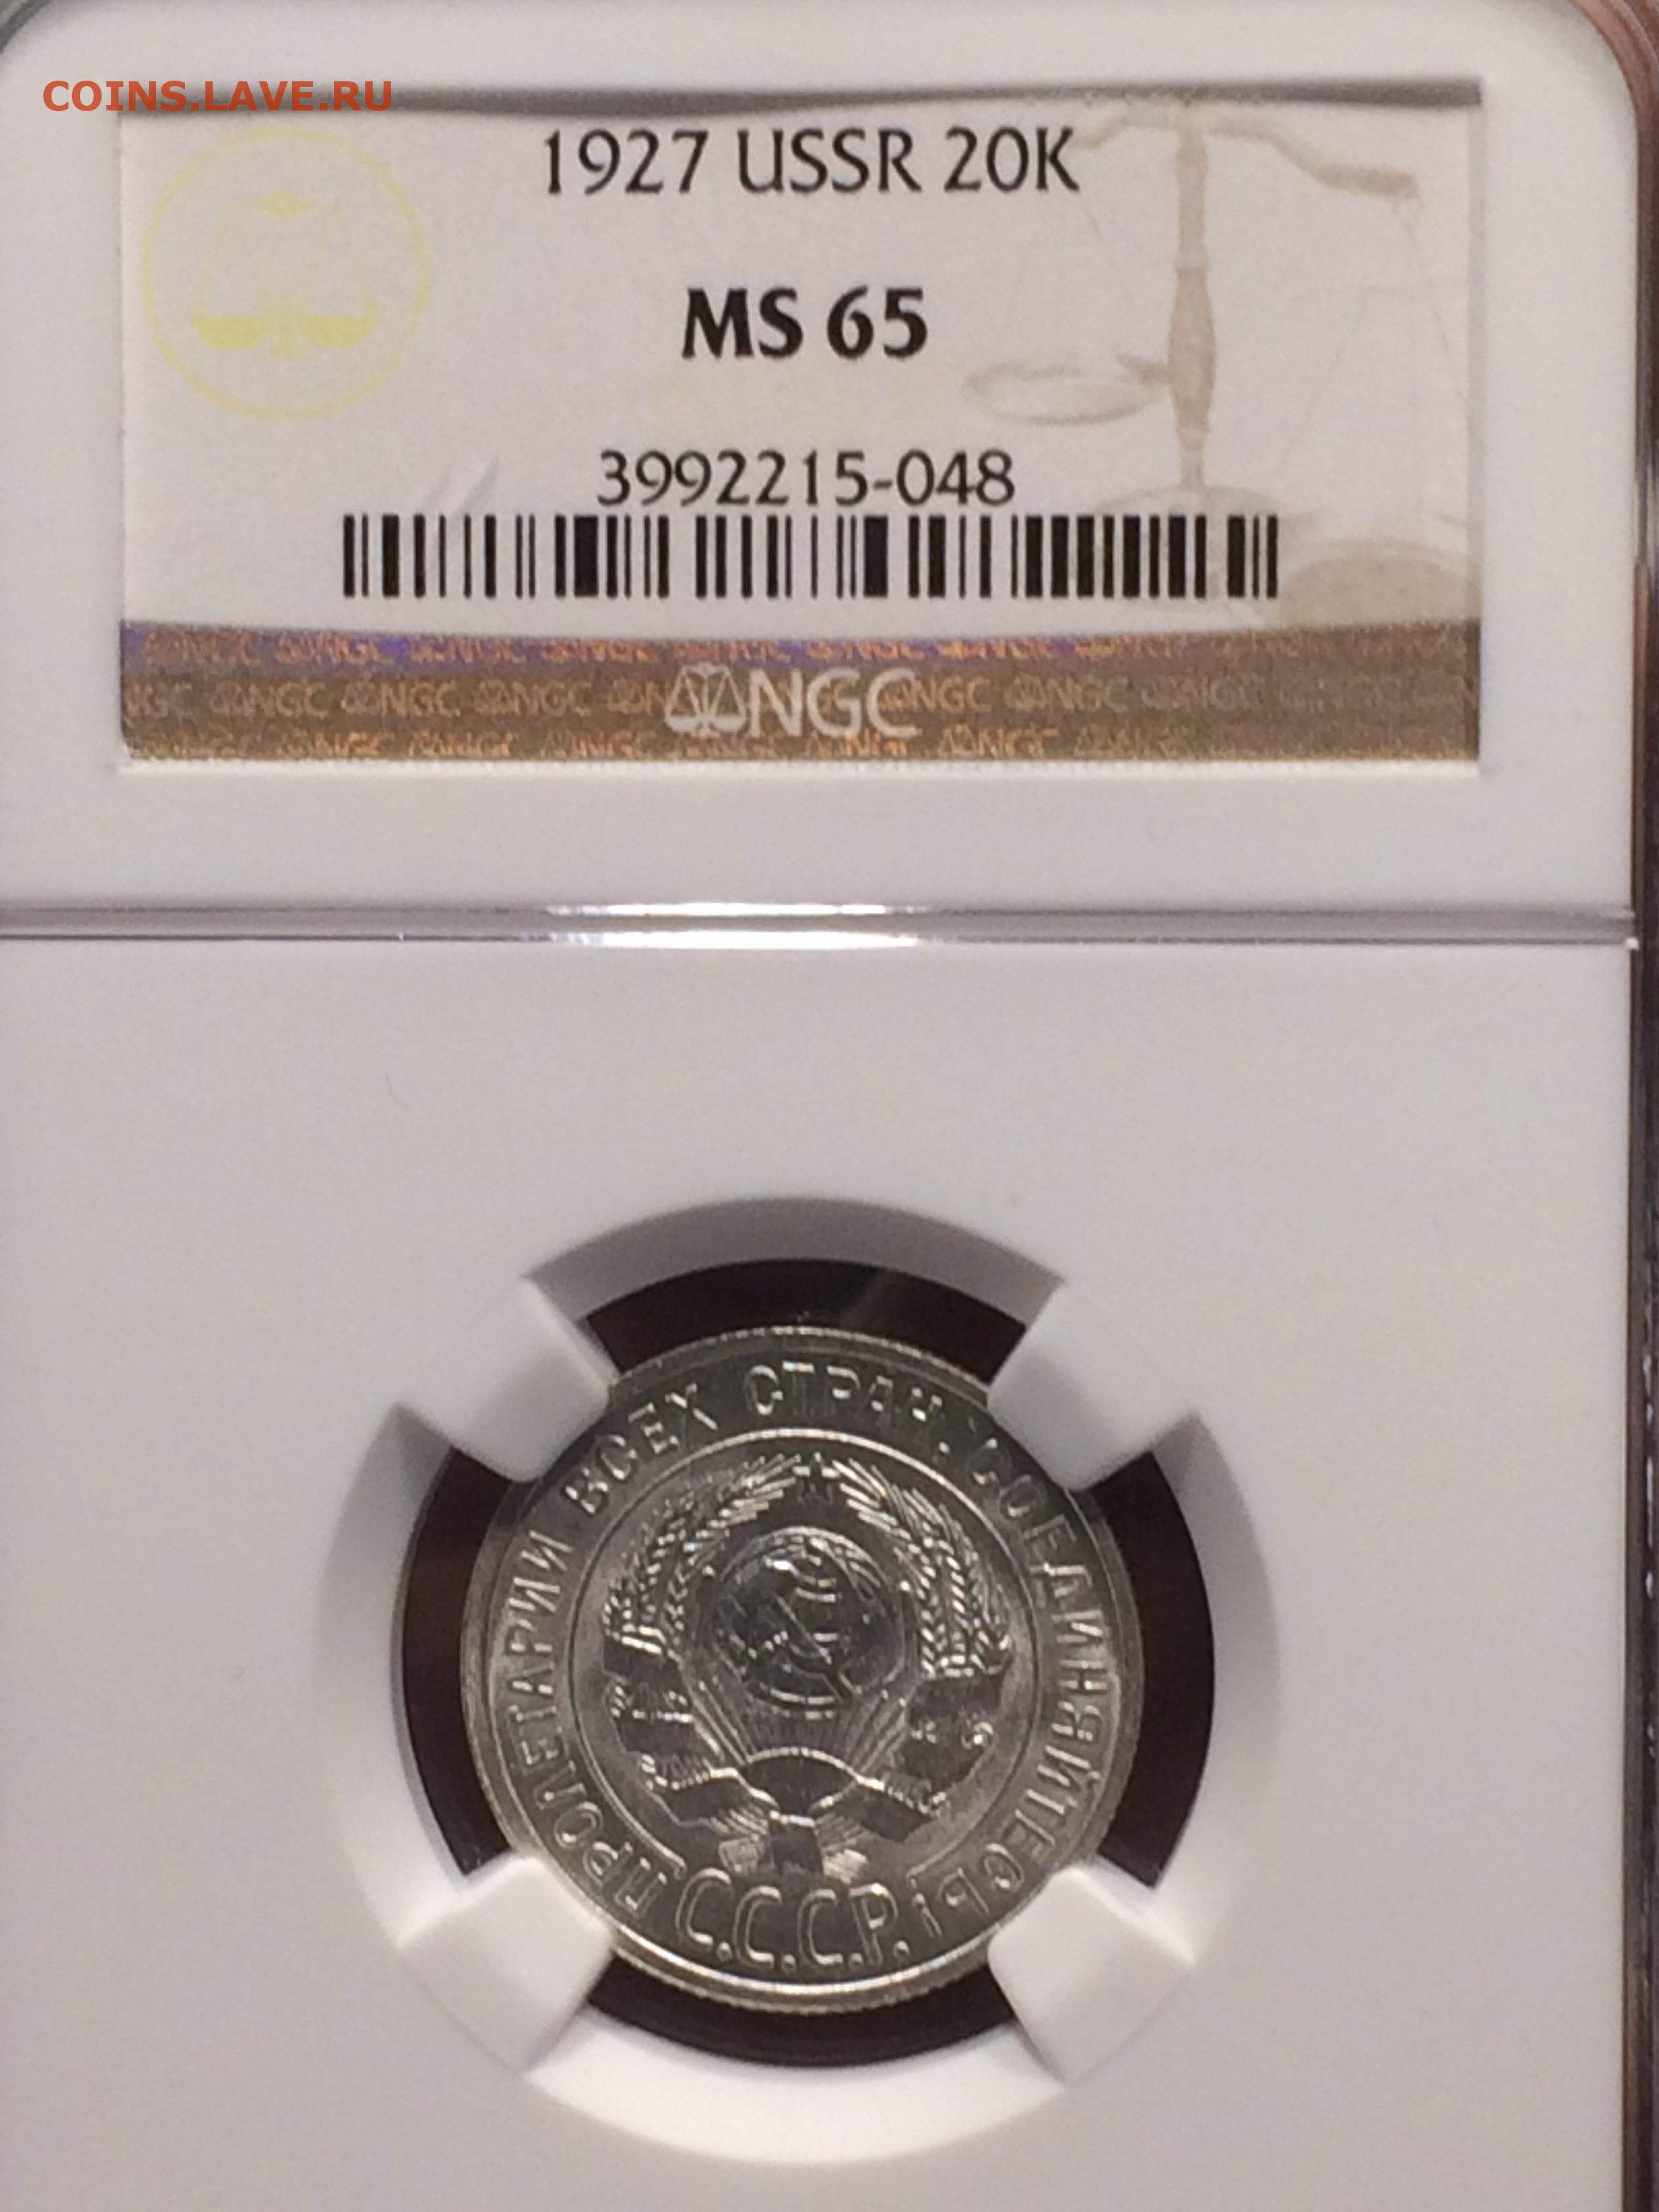 COINS.LAVE.RU
1927 USSR 20K
MS 65
3992215-048
NGC
ПРОЛЕТАРИИ ВСЕХ СТРАН, СОЕДИНЯЙТЕСЬ!
С.С.С.Р.